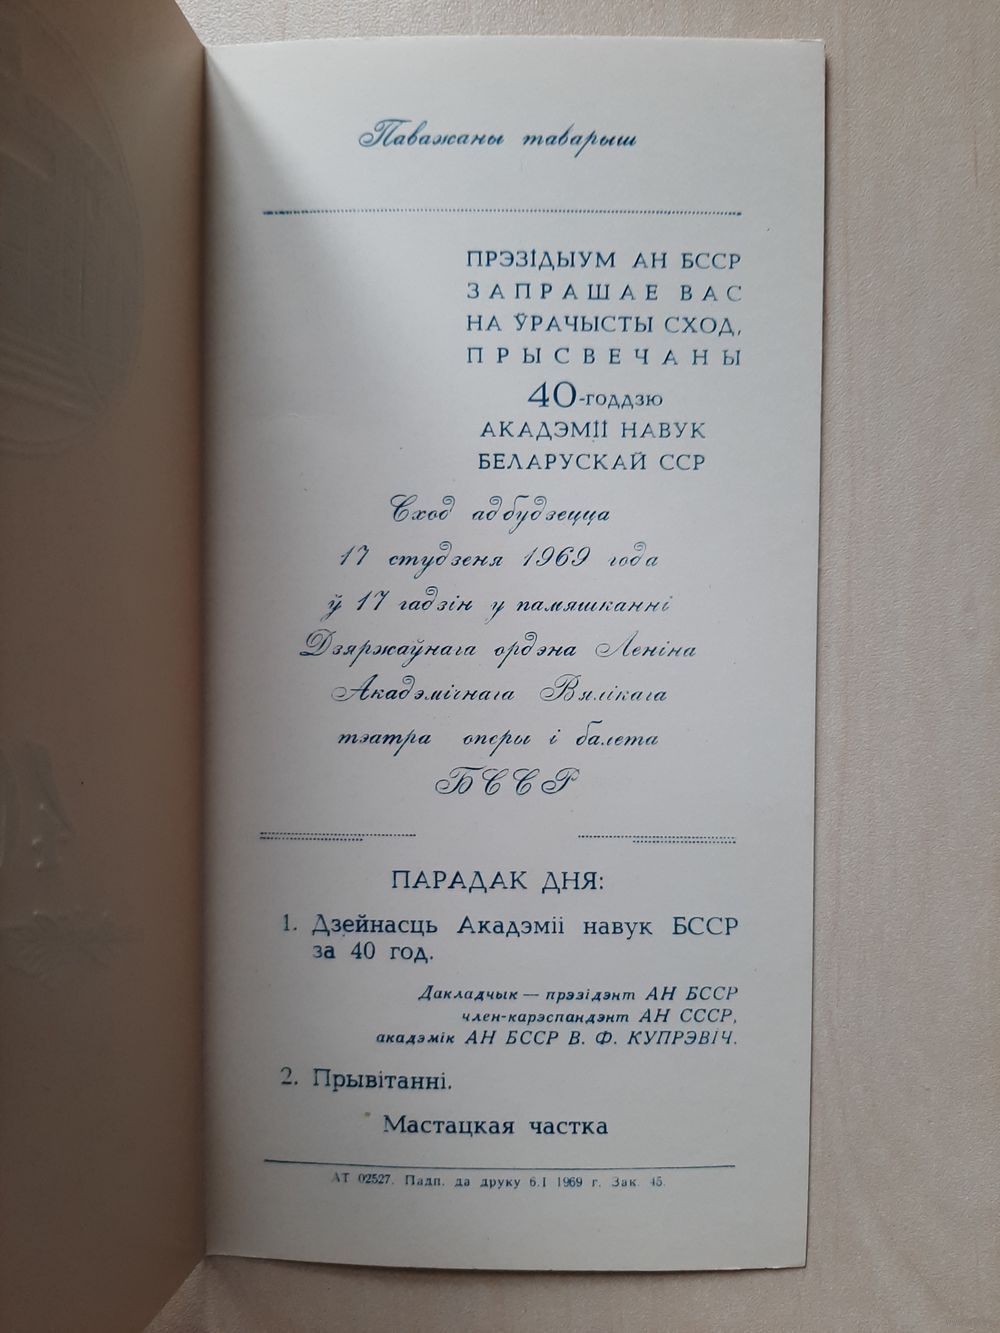 Паважаны таварыш
ПРЭЗІДЫУМ АН БССР
ЗАПРАШАЕ ВАС
НА ЎРАЧЫСТЫ СХОД,
ПРЫСВЕЧАНЫ
40-годдзю
АКАДЭМІІ НАВУК
БЕЛАРУСКАЙ ССР
Сход адбудзецца
17 студзеня 1969 года
ў 17 гадзін у памяшканні
Дзяржаўнага ордэна Леніна
Акадэмічнага Вялікага
тэатра оперы і балета
БССР
ПАРАДАК ДНЯ:
1. Дзейнасць Акадэміі навук БССР
за 40 год.
Дакладчык — прэзідэнт АН БССР
член-карэспандэнт АН СССР,
акадэмік АН БССР В. Ф. КУПРЭВІЧ.
2. Прывітанні.
Мастацкая частка
АТ 02527. Падп. да друку 6.I 1969 г. Зак. 45.